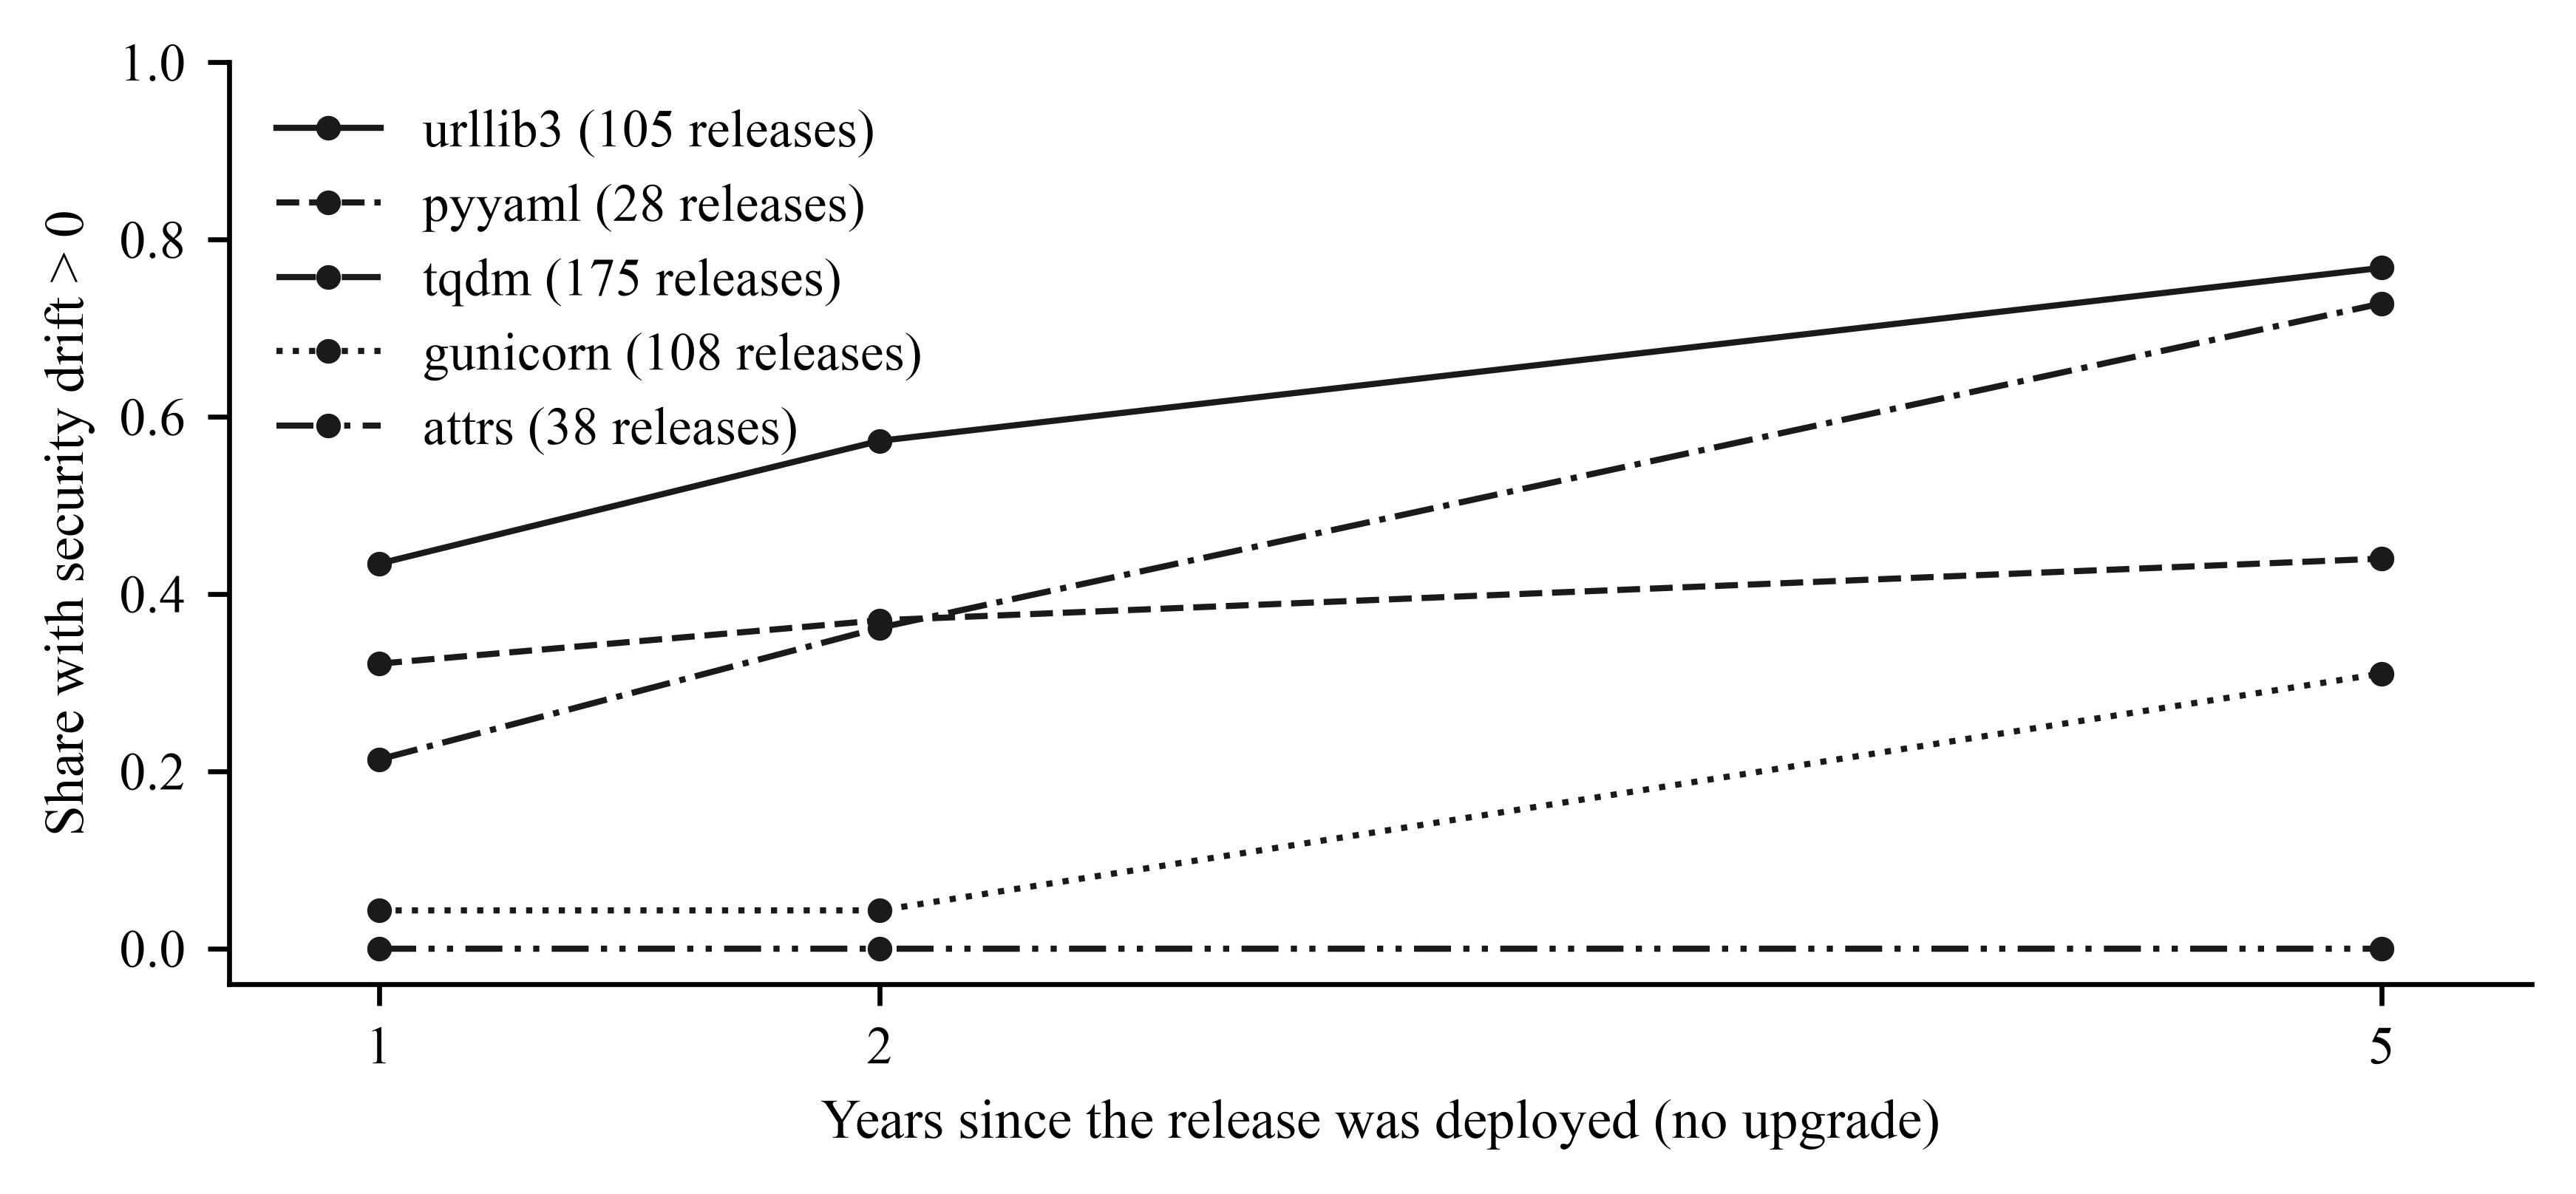 1.0
0.8
0.6
0.4
0.2
0.0
Share with security drift > 0
urllib3 (105 releases)
pyyaml (28 releases)
tqdm (175 releases)
gunicorn (108 releases)
attrs (38 releases)
1 2 5
Years since the release was deployed (no upgrade)